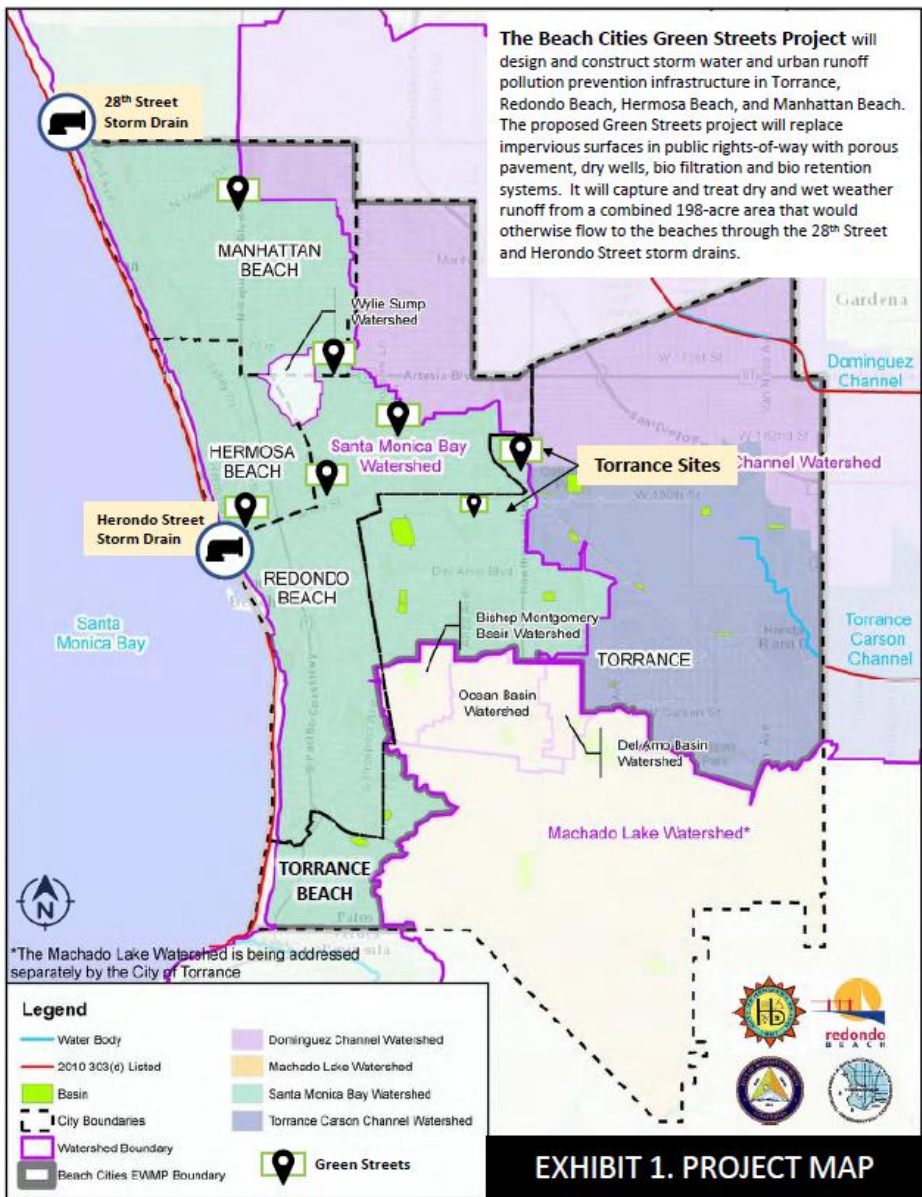 The Beach Cities Green Streets Project will
design and construct storm water and urban runoff
pollution prevention infrastructure in Torrance,
Redondo Beach, Hermosa Beach, and Manhattan Beach.
The proposed Green Streets project will replace
impervious surfaces in public rights-of-way with porous
pavement, dry wells, bio filtration and bio retention
systems. It will capture and treat dry and wet weather
runoff from a combined 198-acre area that would
otherwise flow to the beaches through the 28th Street
and Herondo Street storm drains.
28th Street
Storm Drain
MANHATTAN
BEACH
Wylie Sump
Watershed
Gardena
Dominguez
Channel
W 171st St
Artesia Blvd
W 182nd St
HERMOSA
BEACH
Santa Monica Bay
Watershed
Torrance Sites
Channel Watershed
W 190th St
Herondo Street
Storm Drain
REDONDO
BEACH
Del Amo Blvd
Santa
Monica Bay
Bishop Montgomery
Basin Watershed
TORRANCE
Torrance
Carson
Channel
Ocean Basin
Watershed
Del Amo Basin
Watershed
Machado Lake Watershed*
TORRANCE
BEACH
N
*The Machado Lake Watershed is being addressed
separately by the City of Torrance
Legend
Water Body
2010 303(d) Listed
Basin
City Boundaries
Watershed Boundary
Beach Cities EWMP Boundary
Dominguez Channel Watershed
Machado Lake Watershed
Santa Monica Bay Watershed
Torrance Carson Channel Watershed
Green Streets
redondo
BEACH
EXHIBIT 1. PROJECT MAP